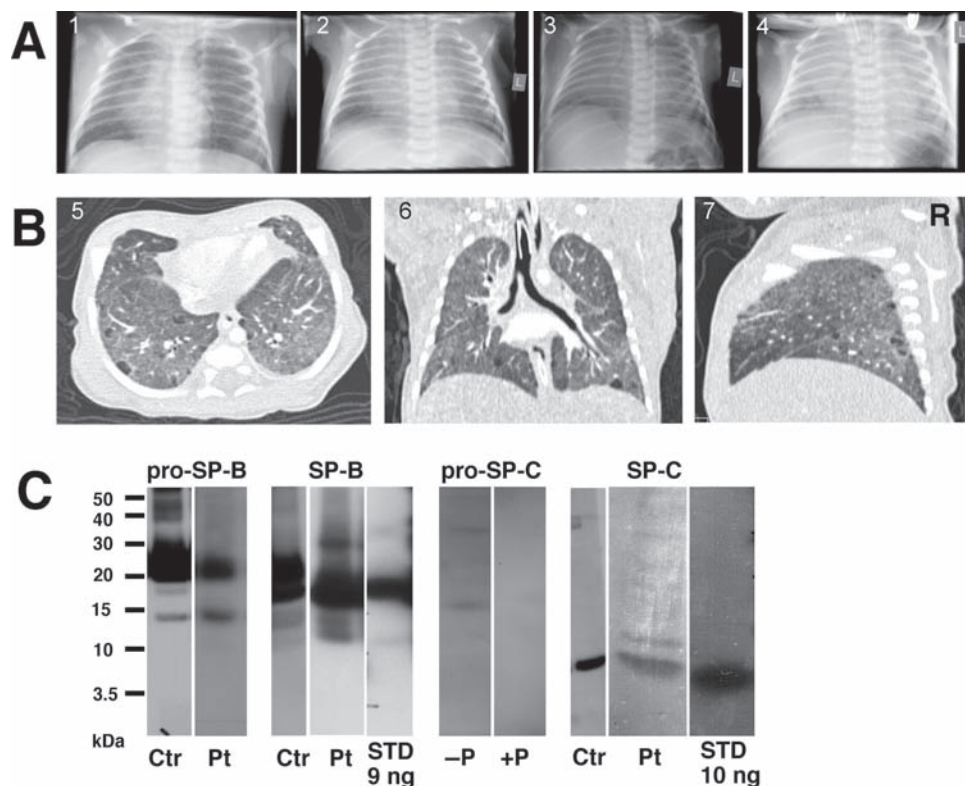 A
1 2 3 4
L L L
B
5 6 7 R
C
pro-SP-B SP-B pro-SP-C SP-C
50
40
30
20
15
10
3.5
kDa
Ctr Pt Ctr Pt STD 9 ng –P +P Ctr Pt STD 10 ng